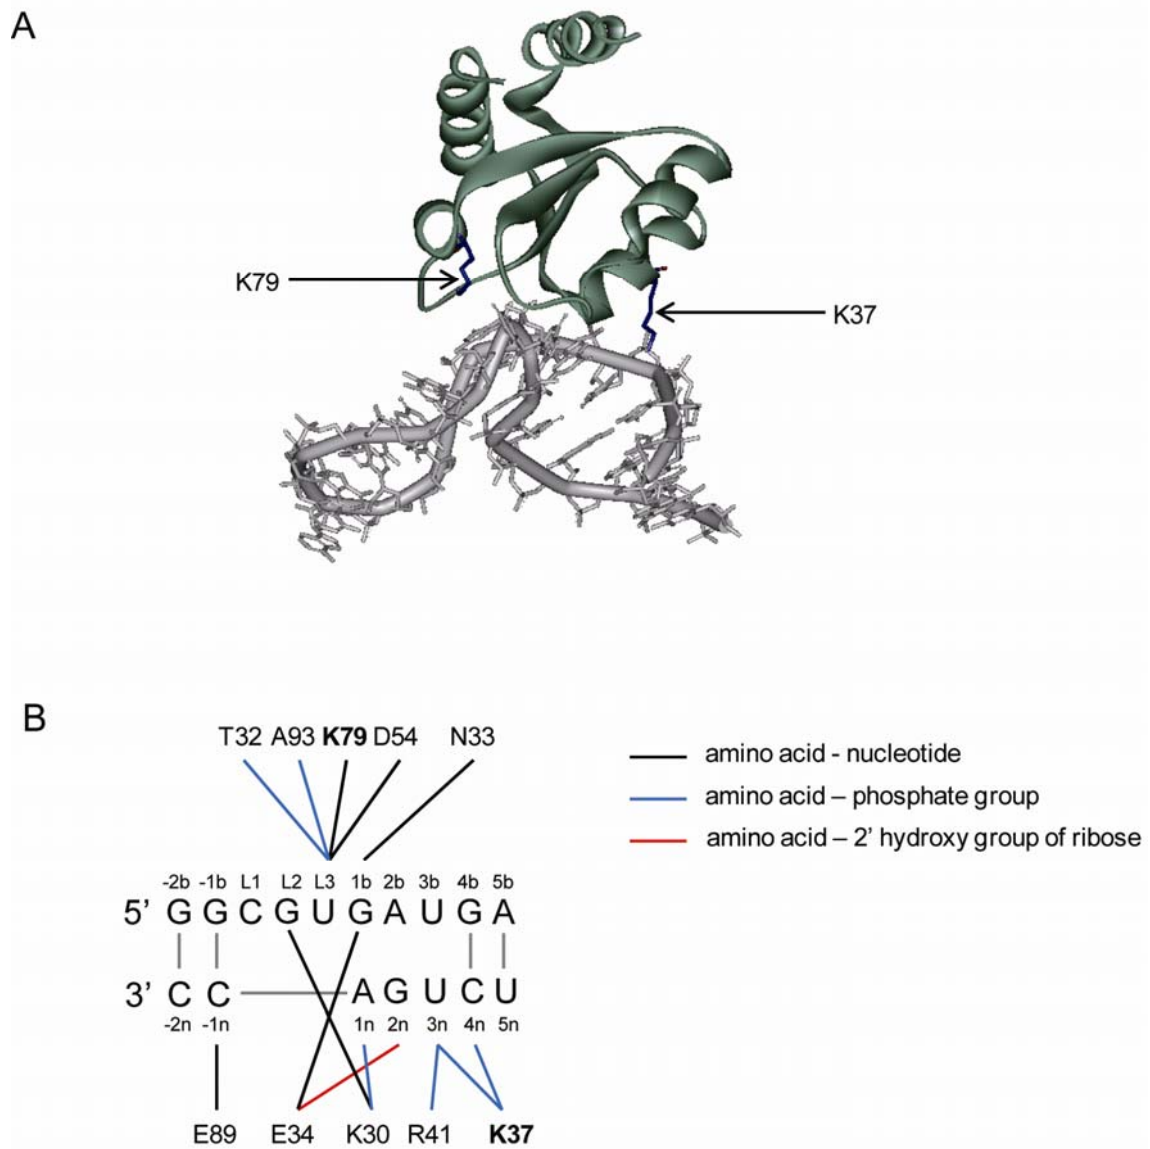 A
K79
K37
B
T32 A93 K79 D54 N33
amino acid - nucleotide
amino acid – phosphate group
amino acid – 2’ hydroxy group of ribose
-2b -1b L1 L2 L3 1b 2b 3b 4b 5b
5’ G G C G U G A U G A
3’ C C A G U C U
-2n -1n 1n 2n 3n 4n 5n
E89 E34 K30 R41 K37